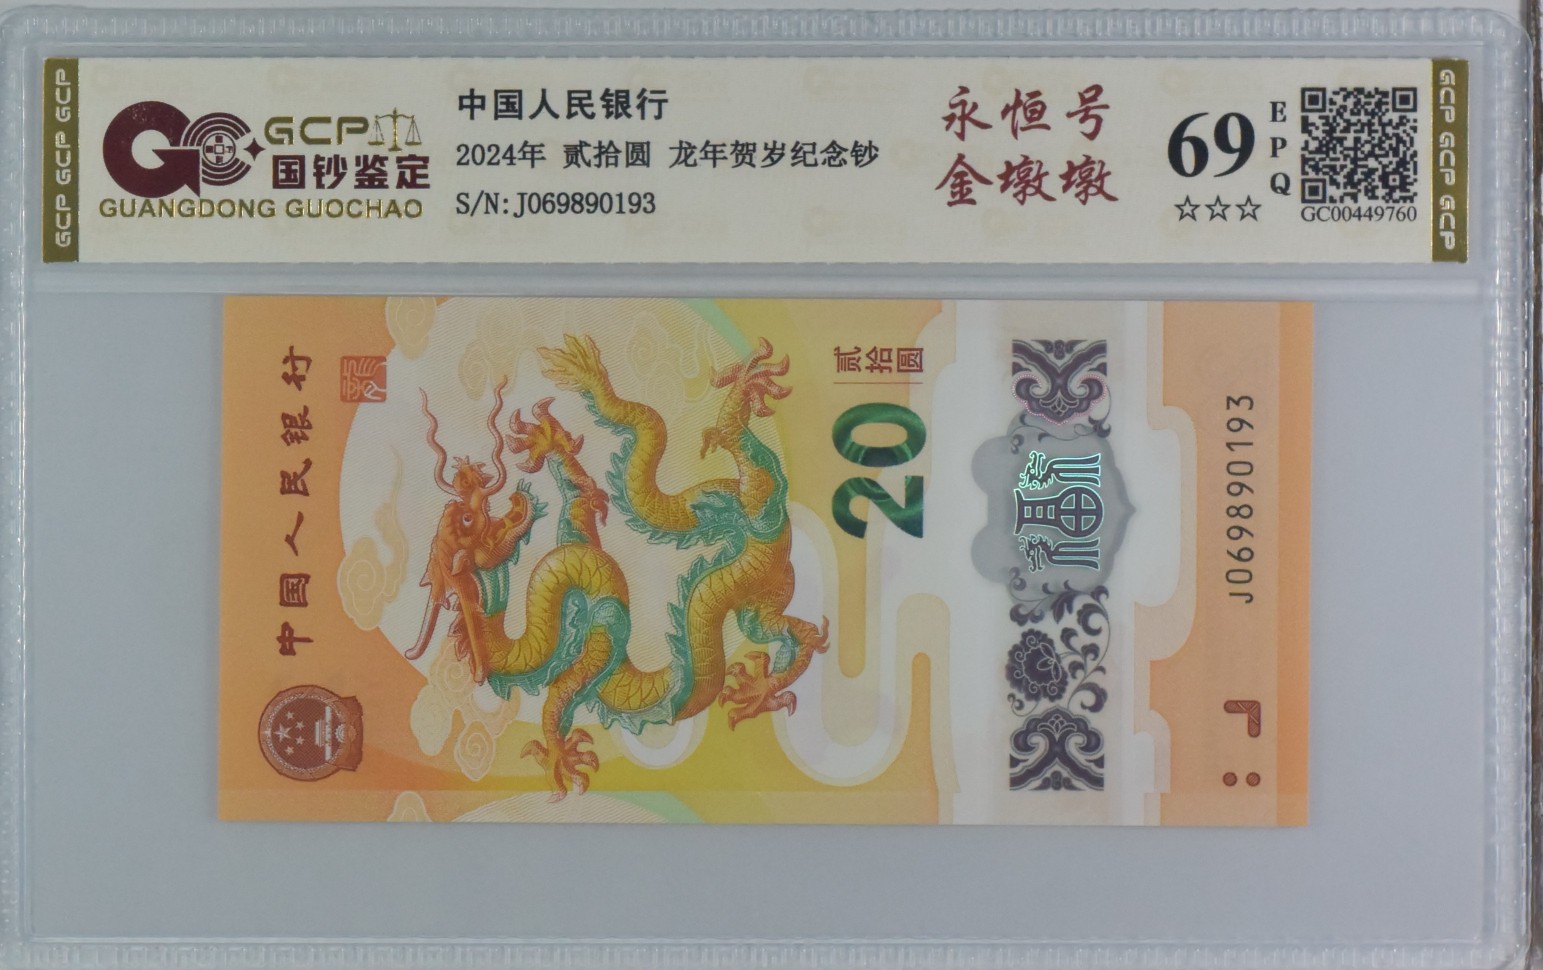 GCP GCP GCP
GCP
国钞鉴定
GUANGDONG GUOCHAO
中国人民银行
2024年 贰拾圆 龙年贺岁纪念钞
S/N:J069890193
永恒号
金墩墩
69
EPQ
☆☆☆
GC00449760
GCP GCP GCP
中国人民银行
贰拾圆
20
J069890193